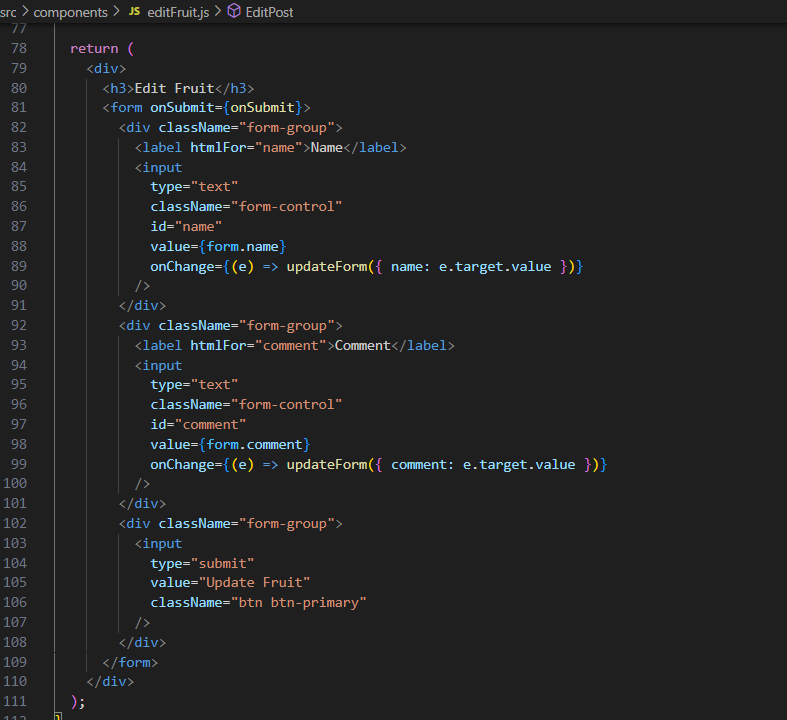 src > components > JS editFruit.js > EditPost
77
78 return (
79 <div>
80 <h3>Edit Fruit</h3>
81 <form onSubmit={onSubmit}>
82 <div className="form-group">
83 <label htmlFor="name">Name</label>
84 <input
85 type="text"
86 className="form-control"
87 id="name"
88 value={form.name}
89 onChange={(e) => updateForm({ name: e.target.value })}
90 />
91 </div>
92 <div className="form-group">
93 <label htmlFor="comment">Comment</label>
94 <input
95 type="text"
96 className="form-control"
97 id="comment"
98 value={form.comment}
99 onChange={(e) => updateForm({ comment: e.target.value })}
100 />
101 </div>
102 <div className="form-group">
103 <input
104 type="submit"
105 value="Update Fruit"
106 className="btn btn-primary"
107 />
108 </div>
109 </form>
110 </div>
111 );
112 }